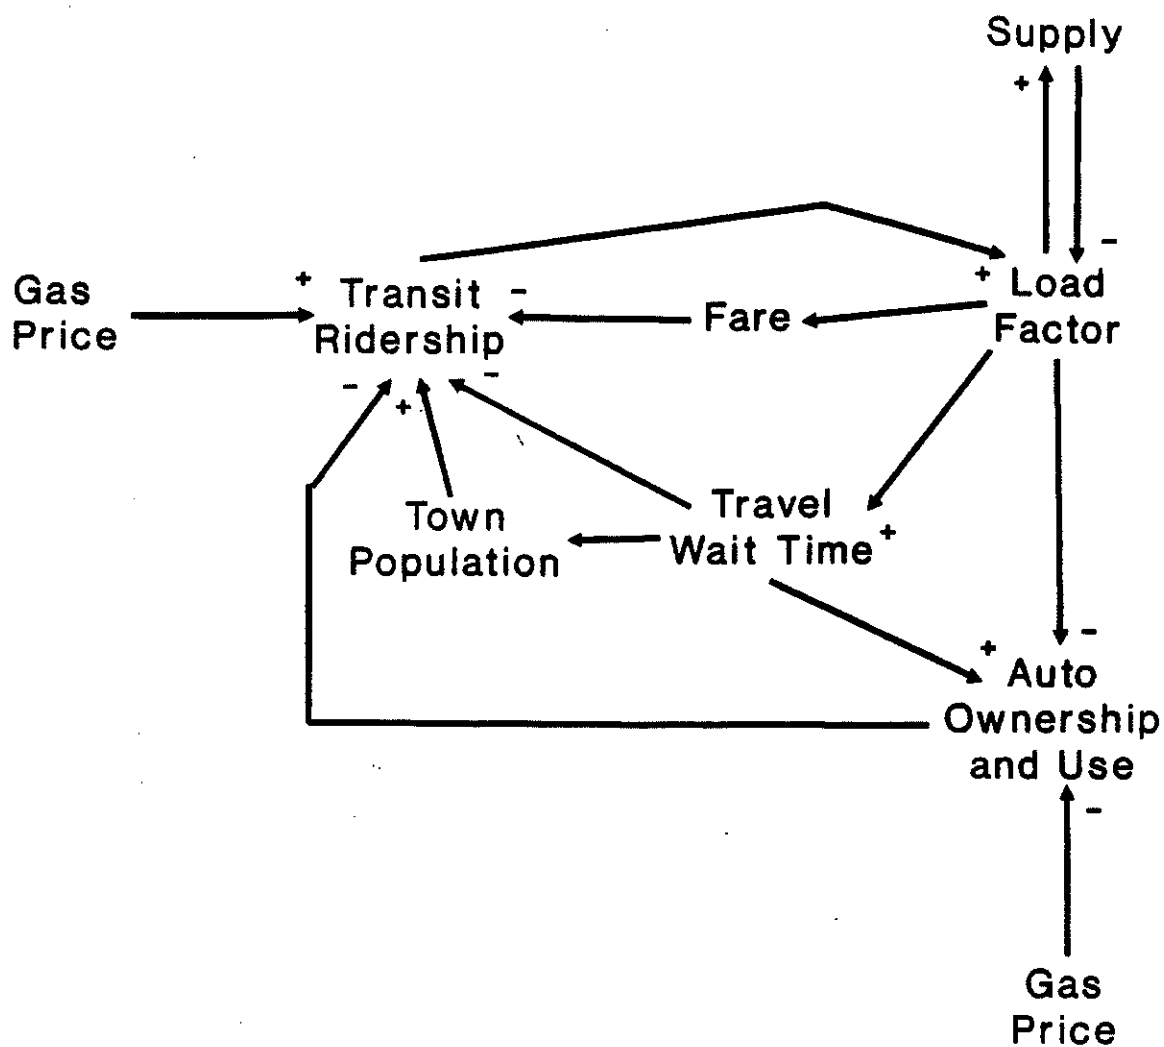 Supply
+
-
Gas
Price
+
Transit
Ridership
-
Fare
+
Load
Factor
-
+
-
Town
Population
Travel
Wait Time
+
+
-
Auto
Ownership
and Use
-
Gas
Price